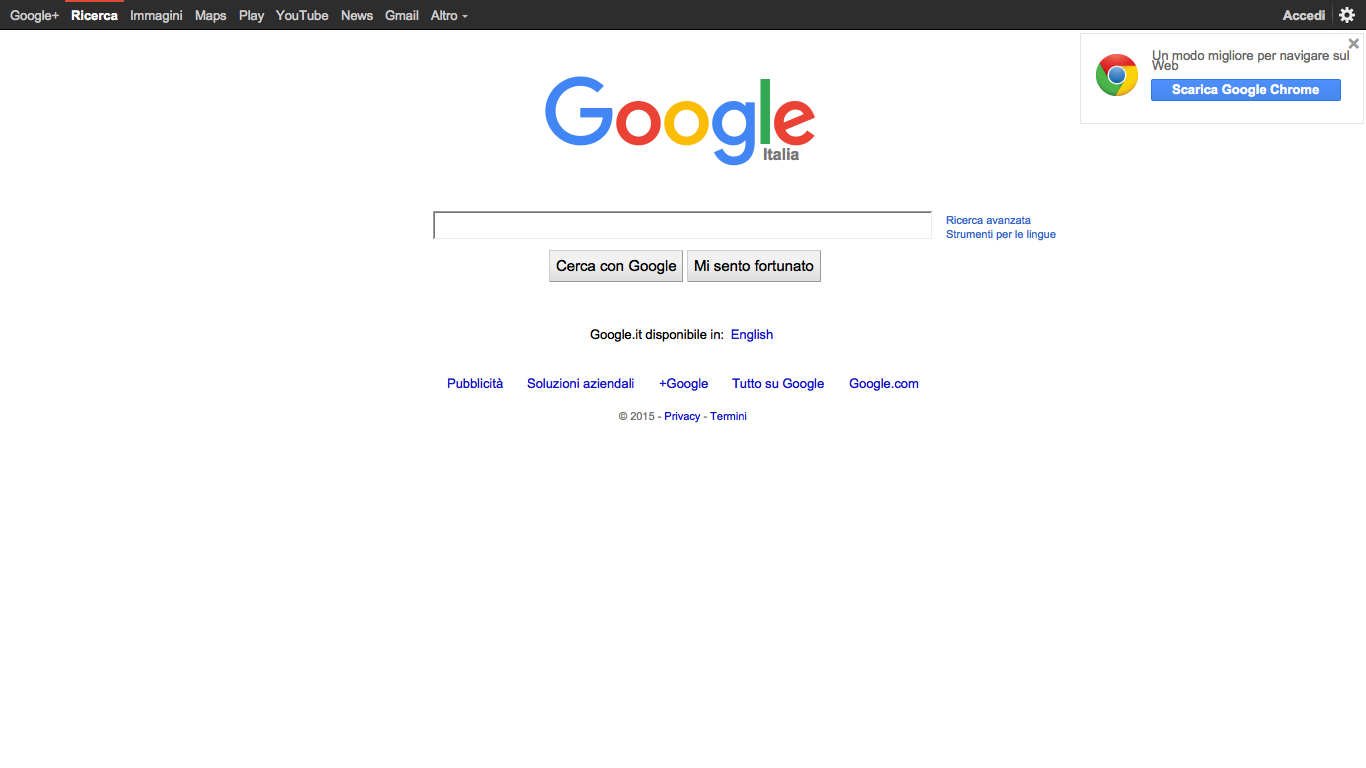 Google+ Ricerca Immagini Maps Play YouTube News Gmail Altro Accedi
Un modo migliore per navigare sul
Web
Scarica Google Chrome
Google
Italia
Ricerca avanzata
Strumenti per le lingue
Cerca con Google Mi sento fortunato
Google.it disponibile in: English
Pubblicità Soluzioni aziendali +Google Tutto su Google Google.com
© 2015 - Privacy - Termini